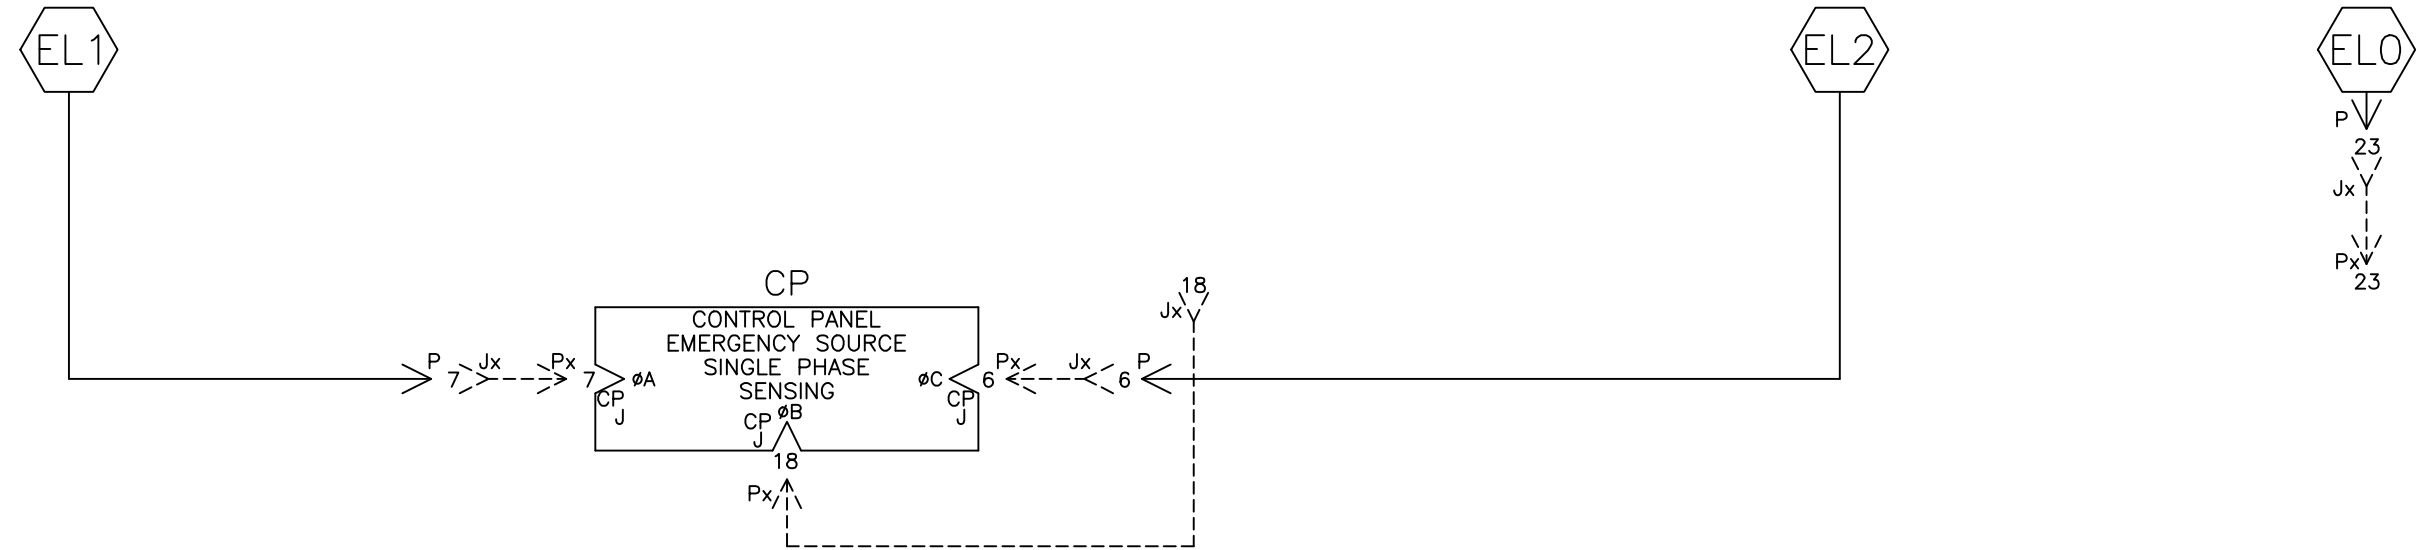 EL1
EL2
EL0
P
23
Jx
Px
23
CP
18
Jx
CONTROL PANEL
EMERGENCY SOURCE
SINGLE PHASE
SENSING
P
7
Jx
Px
7
øA
CP
J
øB
CP
J
18
Px
øC
CP
J
6
Px
Jx
6
P